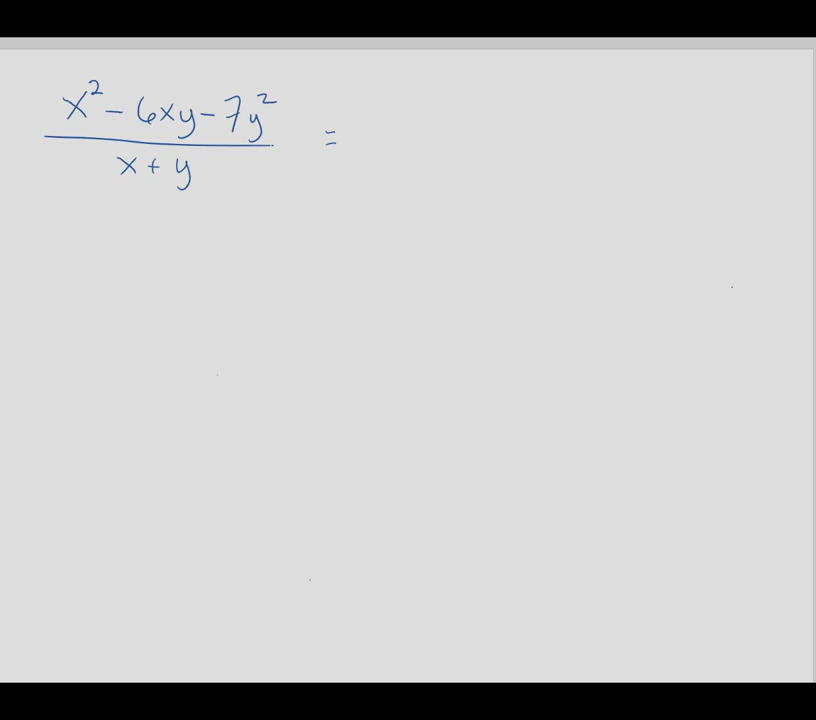 x² - 6xy - 7y²
/ x + y =